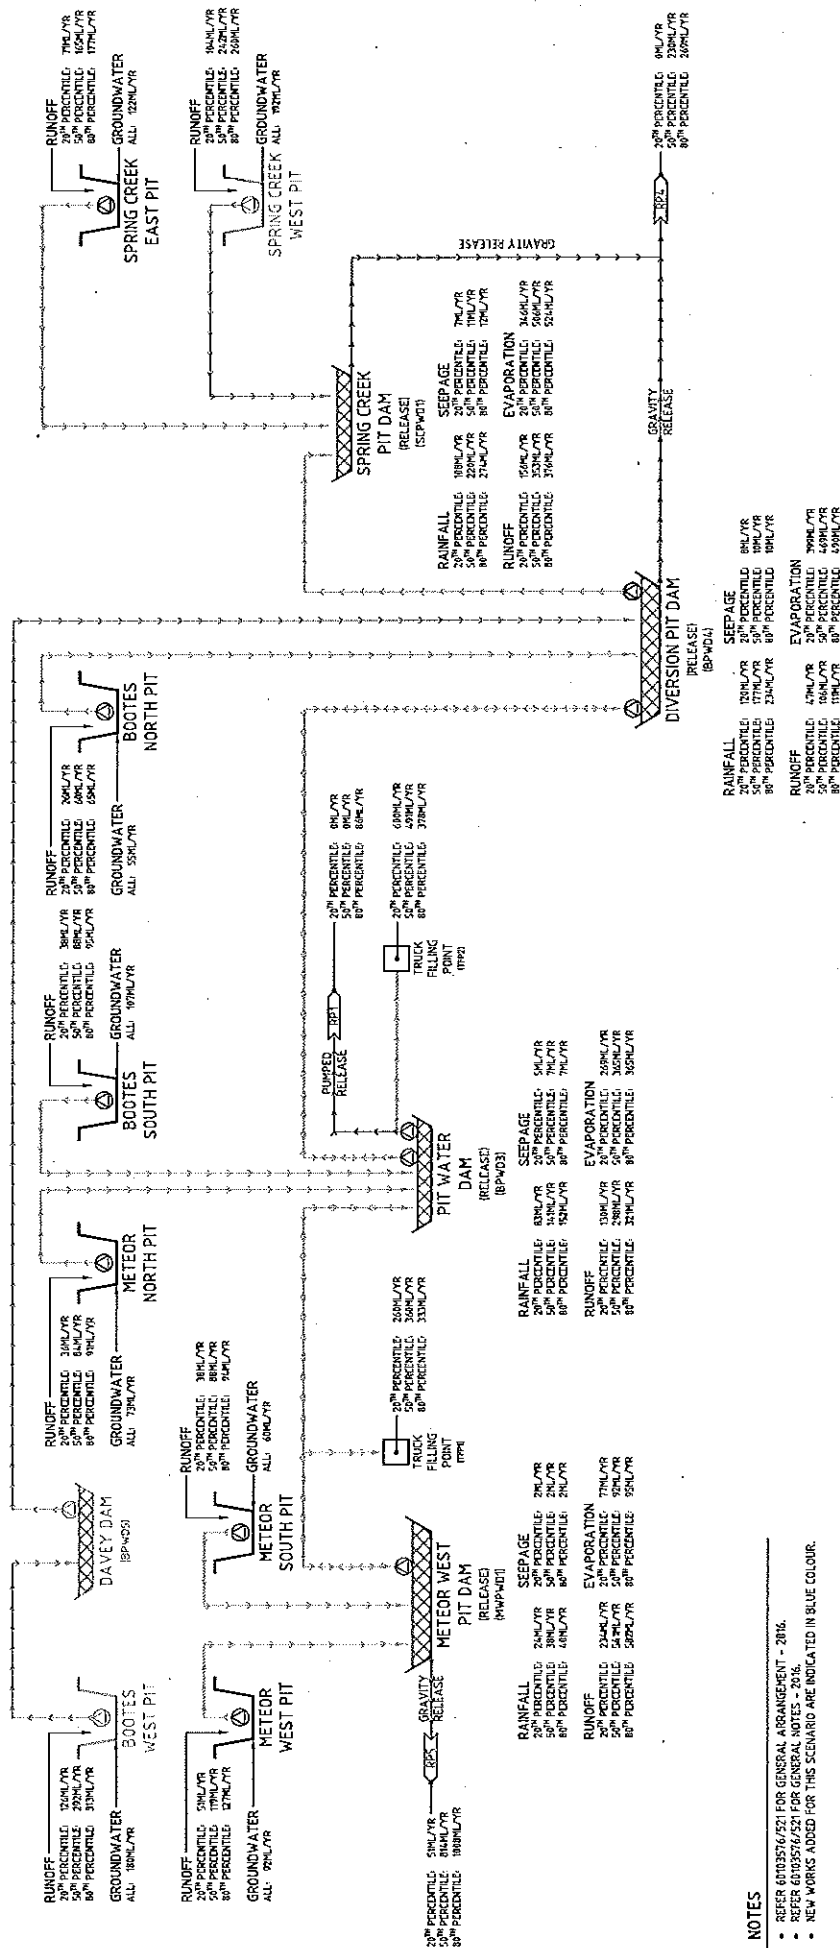 RUNOFF
20TH PERCENTILE: 126ML/YR
50TH PERCENTILE: 292ML/YR
80TH PERCENTILE: 313ML/YR
GROUNDWATER
ALL: 180ML/YR
BOOTES
WEST PIT
DAVEY DAM
(BPWD5)
RUNOFF
20TH PERCENTILE: 36ML/YR
50TH PERCENTILE: 84ML/YR
80TH PERCENTILE: 91ML/YR
GROUNDWATER
ALL: 73ML/YR
METEOR
NORTH PIT
RUNOFF
20TH PERCENTILE: 38ML/YR
50TH PERCENTILE: 88ML/YR
80TH PERCENTILE: 95ML/YR
GROUNDWATER
ALL: 107ML/YR
BOOTES
SOUTH PIT
RUNOFF
20TH PERCENTILE: 26ML/YR
50TH PERCENTILE: 60ML/YR
80TH PERCENTILE: 65ML/YR
GROUNDWATER
ALL: 55ML/YR
BOOTES
NORTH PIT
RUNOFF
20TH PERCENTILE: 71ML/YR
50TH PERCENTILE: 165ML/YR
80TH PERCENTILE: 177ML/YR
GROUNDWATER
ALL: 122ML/YR
SPRING CREEK
EAST PIT
RUNOFF
20TH PERCENTILE: 104ML/YR
50TH PERCENTILE: 242ML/YR
80TH PERCENTILE: 260ML/YR
GROUNDWATER
ALL: 192ML/YR
SPRING CREEK
WEST PIT
RUNOFF
20TH PERCENTILE: 51ML/YR
50TH PERCENTILE: 119ML/YR
80TH PERCENTILE: 127ML/YR
GROUNDWATER
ALL: 92ML/YR
METEOR
WEST PIT
RUNOFF
20TH PERCENTILE: 38ML/YR
50TH PERCENTILE: 88ML/YR
80TH PERCENTILE: 94ML/YR
GROUNDWATER
ALL: 60ML/YR
METEOR
SOUTH PIT
20TH PERCENTILE: 51ML/YR
50TH PERCENTILE: 814ML/YR
80TH PERCENTILE: 1008ML/YR
RP5
GRAVITY
RELEASE
METEOR WEST
PIT DAM
(RELEASE)
(MWPWD1)
RAINFALL
20TH PERCENTILE: 24ML/YR
50TH PERCENTILE: 38ML/YR
80TH PERCENTILE: 40ML/YR
SEEPAGE
20TH PERCENTILE: 2ML/YR
50TH PERCENTILE: 2ML/YR
80TH PERCENTILE: 2ML/YR
RUNOFF
20TH PERCENTILE: 234ML/YR
50TH PERCENTILE: 541ML/YR
80TH PERCENTILE: 582ML/YR
EVAPORATION
20TH PERCENTILE: 77ML/YR
50TH PERCENTILE: 92ML/YR
80TH PERCENTILE: 95ML/YR
TRUCK
FILLING
POINT
(TFP1)
20TH PERCENTILE: 260ML/YR
50TH PERCENTILE: 360ML/YR
80TH PERCENTILE: 333ML/YR
PIT WATER
DAM
(RELEASE)
(BPWD3)
RAINFALL
20TH PERCENTILE: 83ML/YR
50TH PERCENTILE: 141ML/YR
80TH PERCENTILE: 152ML/YR
SEEPAGE
20TH PERCENTILE: 5ML/YR
50TH PERCENTILE: 7ML/YR
80TH PERCENTILE: 7ML/YR
RUNOFF
20TH PERCENTILE: 130ML/YR
50TH PERCENTILE: 298ML/YR
80TH PERCENTILE: 321ML/YR
EVAPORATION
20TH PERCENTILE: 269ML/YR
50TH PERCENTILE: 365ML/YR
80TH PERCENTILE: 365ML/YR
PUMPED
RELEASE
RP1
20TH PERCENTILE: 0ML/YR
50TH PERCENTILE: 0ML/YR
80TH PERCENTILE: 86ML/YR
TRUCK
FILLING
POINT
(TFP2)
20TH PERCENTILE: 600ML/YR
50TH PERCENTILE: 491ML/YR
80TH PERCENTILE: 378ML/YR
SPRING CREEK
PIT DAM
(RELEASE)
(SCPWD1)
RAINFALL
20TH PERCENTILE: 108ML/YR
50TH PERCENTILE: 220ML/YR
80TH PERCENTILE: 274ML/YR
SEEPAGE
20TH PERCENTILE: 7ML/YR
50TH PERCENTILE: 11ML/YR
80TH PERCENTILE: 12ML/YR
RUNOFF
20TH PERCENTILE: 150ML/YR
50TH PERCENTILE: 353ML/YR
80TH PERCENTILE: 376ML/YR
EVAPORATION
20TH PERCENTILE: 346ML/YR
50TH PERCENTILE: 506ML/YR
80TH PERCENTILE: 524ML/YR
GRAVITY RELEASE
DIVERSION PIT DAM
(RELEASE)
(BPWD4)
GRAVITY
RELEASE
RP4
20TH PERCENTILE: 0ML/YR
50TH PERCENTILE: 230ML/YR
80TH PERCENTILE: 269ML/YR
RAINFALL
20TH PERCENTILE: 120ML/YR
50TH PERCENTILE: 177ML/YR
80TH PERCENTILE: 234ML/YR
SEEPAGE
20TH PERCENTILE: 8ML/YR
50TH PERCENTILE: 10ML/YR
80TH PERCENTILE: 10ML/YR
RUNOFF
20TH PERCENTILE: 47ML/YR
50TH PERCENTILE: 106ML/YR
80TH PERCENTILE: 119ML/YR
EVAPORATION
20TH PERCENTILE: 399ML/YR
50TH PERCENTILE: 469ML/YR
80TH PERCENTILE: 490ML/YR
NOTES
• REFER 60103576/521 FOR GENERAL ARRANGEMENT - 2016.
• REFER 60103576/521 FOR GENERAL NOTES - 2016.
• NEW WORKS ADDED FOR THIS SCENARIO ARE INDICATED IN BLUE COLOUR.